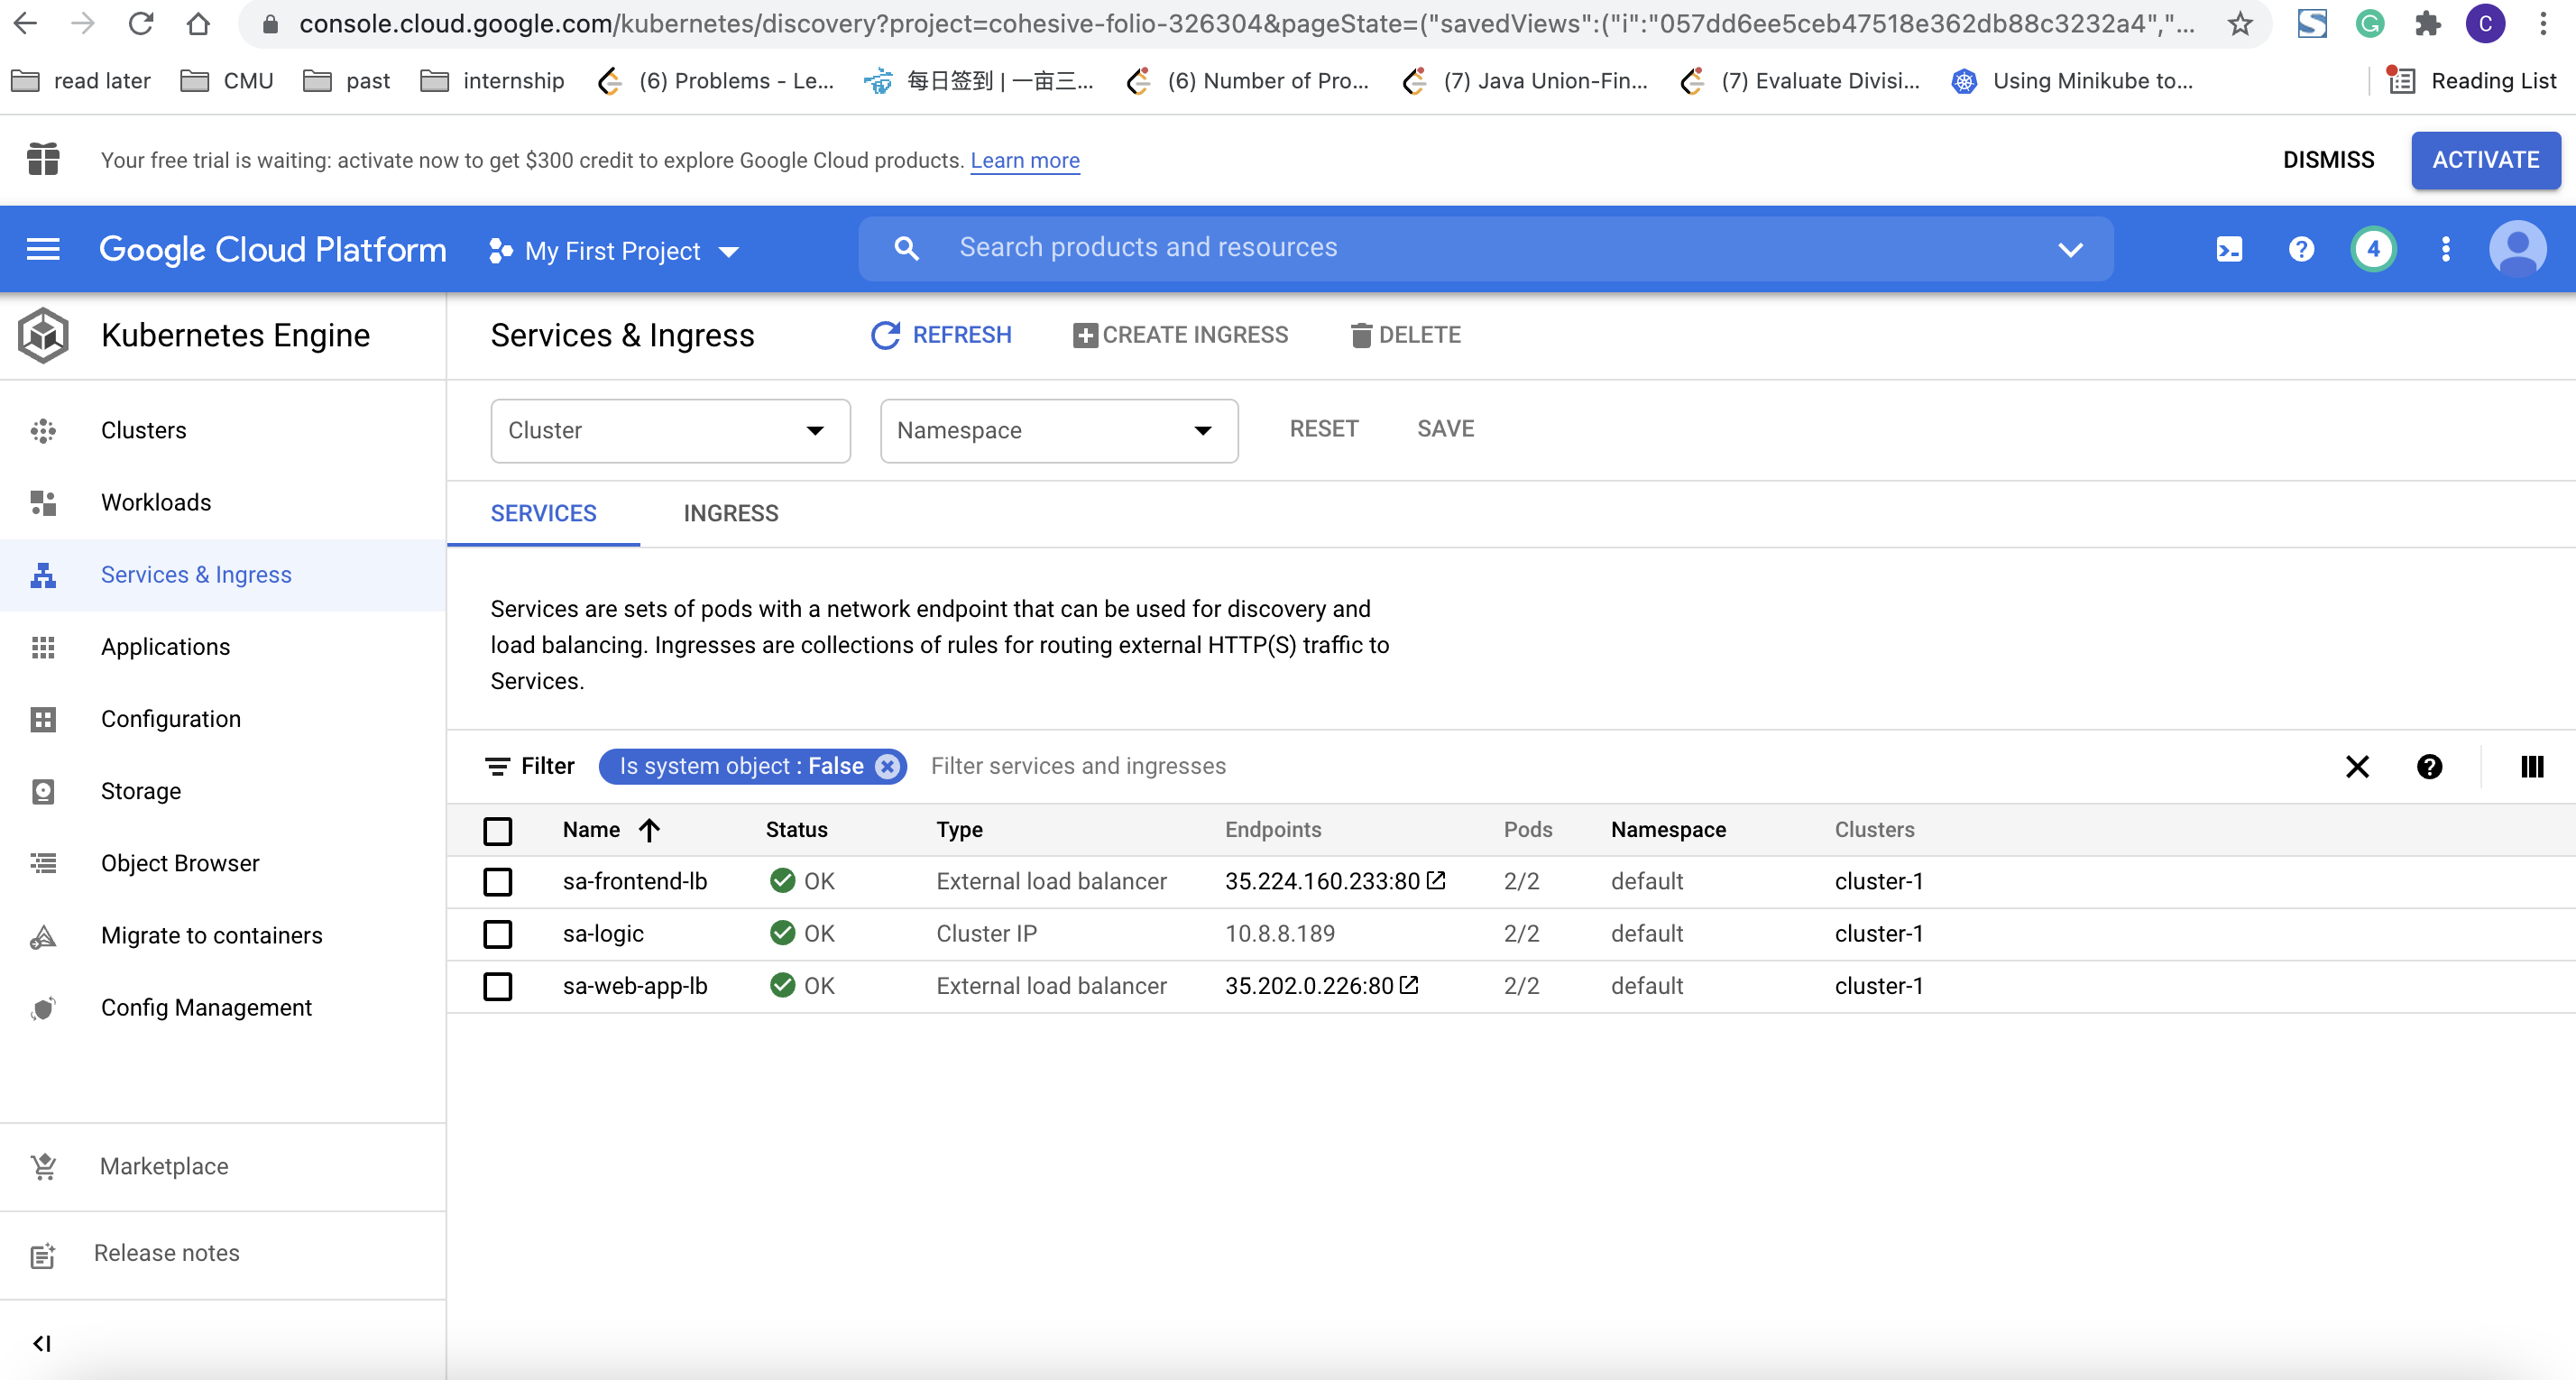 console.cloud.google.com/kubernetes/discovery?project=cohesive-folio-326304&pageState=("savedViews":("i":"057dd6ee5ceb47518e362db88c3232a4","...
C
read later
CMU
past
internship
(6) Problems - Le...
每日签到 | 一亩三...
(6) Number of Pro...
(7) Java Union-Fin...
(7) Evaluate Divisi...
Using Minikube to...
Reading List
Your free trial is waiting: activate now to get $300 credit to explore Google Cloud products. Learn more
DISMISS
ACTIVATE
Google Cloud Platform
My First Project
Search products and resources
4
Kubernetes Engine
Services & Ingress
REFRESH
CREATE INGRESS
DELETE
Clusters
Workloads
Services & Ingress
Applications
Configuration
Storage
Object Browser
Migrate to containers
Config Management
Marketplace
Release notes
Cluster
Namespace
RESET
SAVE
SERVICES
INGRESS
Services are sets of pods with a network endpoint that can be used for discovery and
load balancing. Ingresses are collections of rules for routing external HTTP(S) traffic to
Services.
Filter
Is system object : False
Filter services and ingresses
Name Status Type Endpoints Pods Namespace Clusters
sa-frontend-lb OK External load balancer 35.224.160.233:80 2/2 default cluster-1
sa-logic OK Cluster IP 10.8.8.189 2/2 default cluster-1
sa-web-app-lb OK External load balancer 35.202.0.226:80 2/2 default cluster-1